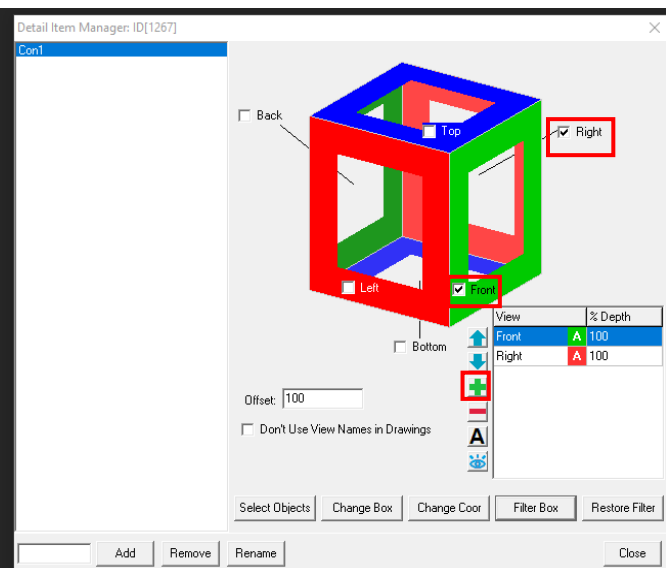 Detail Item Manager: ID[1267]
Con1
Back
Top
Right
Left
Front
Bottom
View % Depth
Front A 100
Right A 100
Offset: 100
Don't Use View Names in Drawings
A
Select Objects Change Box Change Coor Filter Box Restore Filter
Add Remove Rename Close